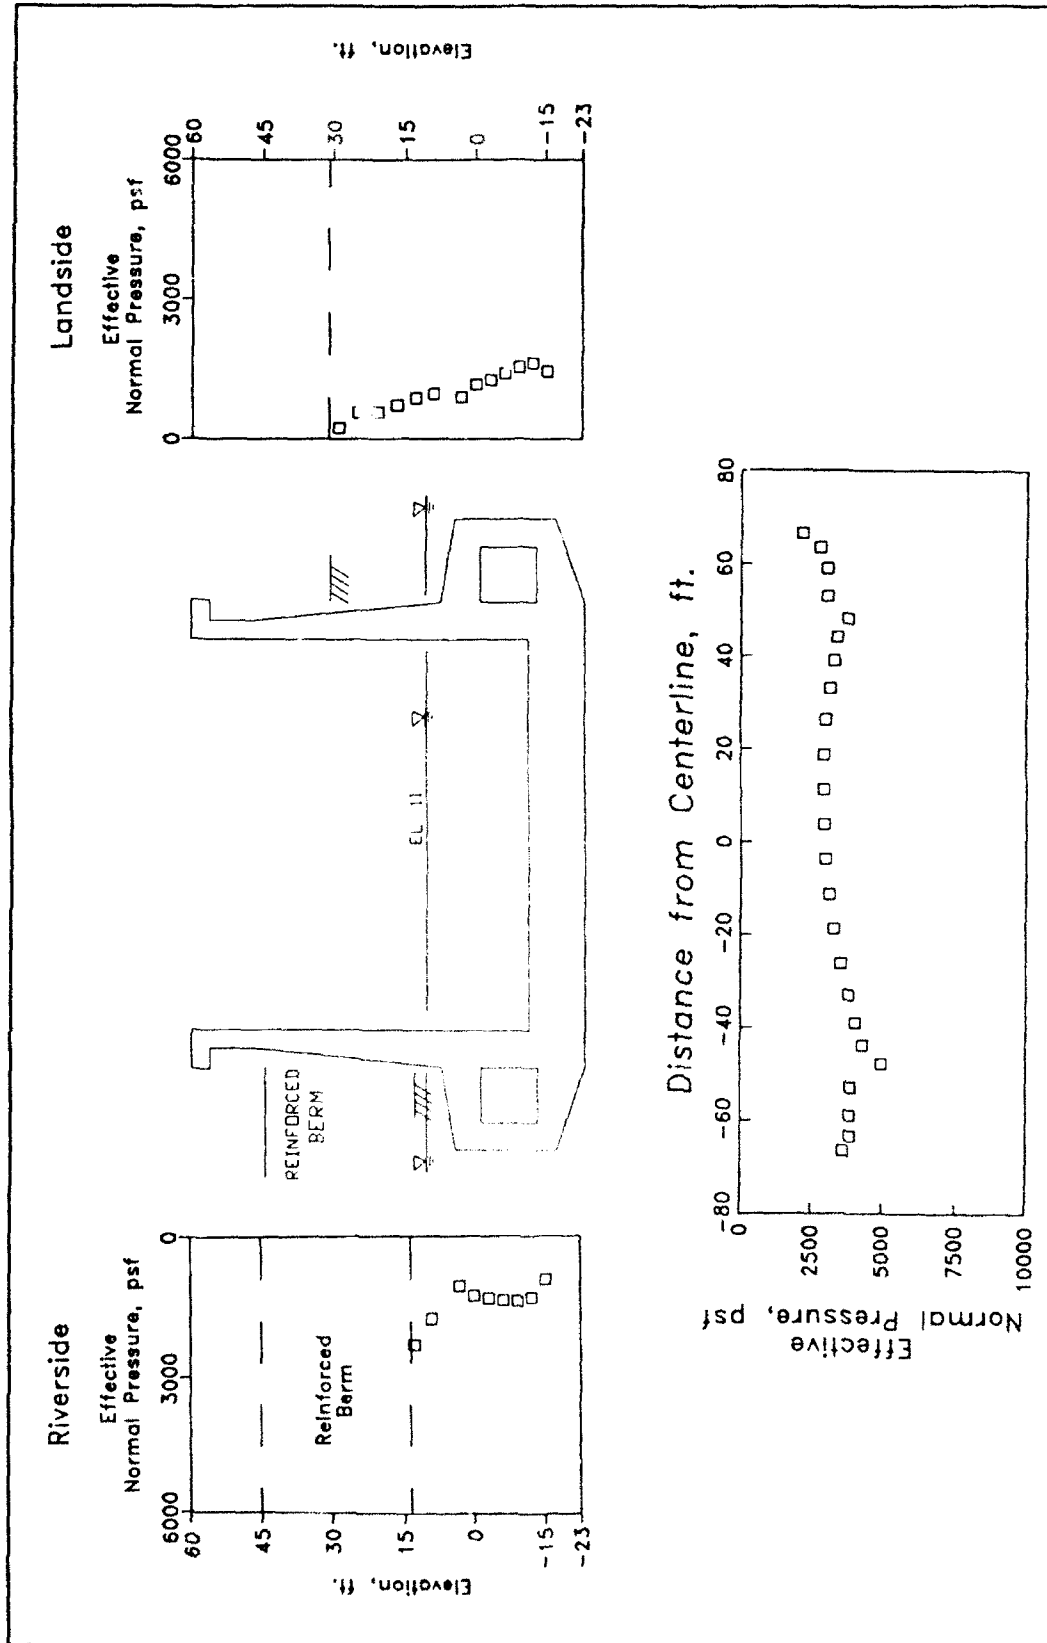 Riverside
Effective
Normal Pressure, psf
6000
3000
0
60
45
30
15
0
-15
-23
Elevation, ft.
Reinforced
Berm
REINFORCED
BERM
EL 11
Landside
Effective
Normal Pressure, psf
0
3000
6000
60
45
30
15
0
-15
-23
Elevation, ft.
Distance from Centerline, ft.
-80
-60
-40
-20
0
20
40
60
80
0
2500
5000
7500
10000
Effective
Normal Pressure, psf